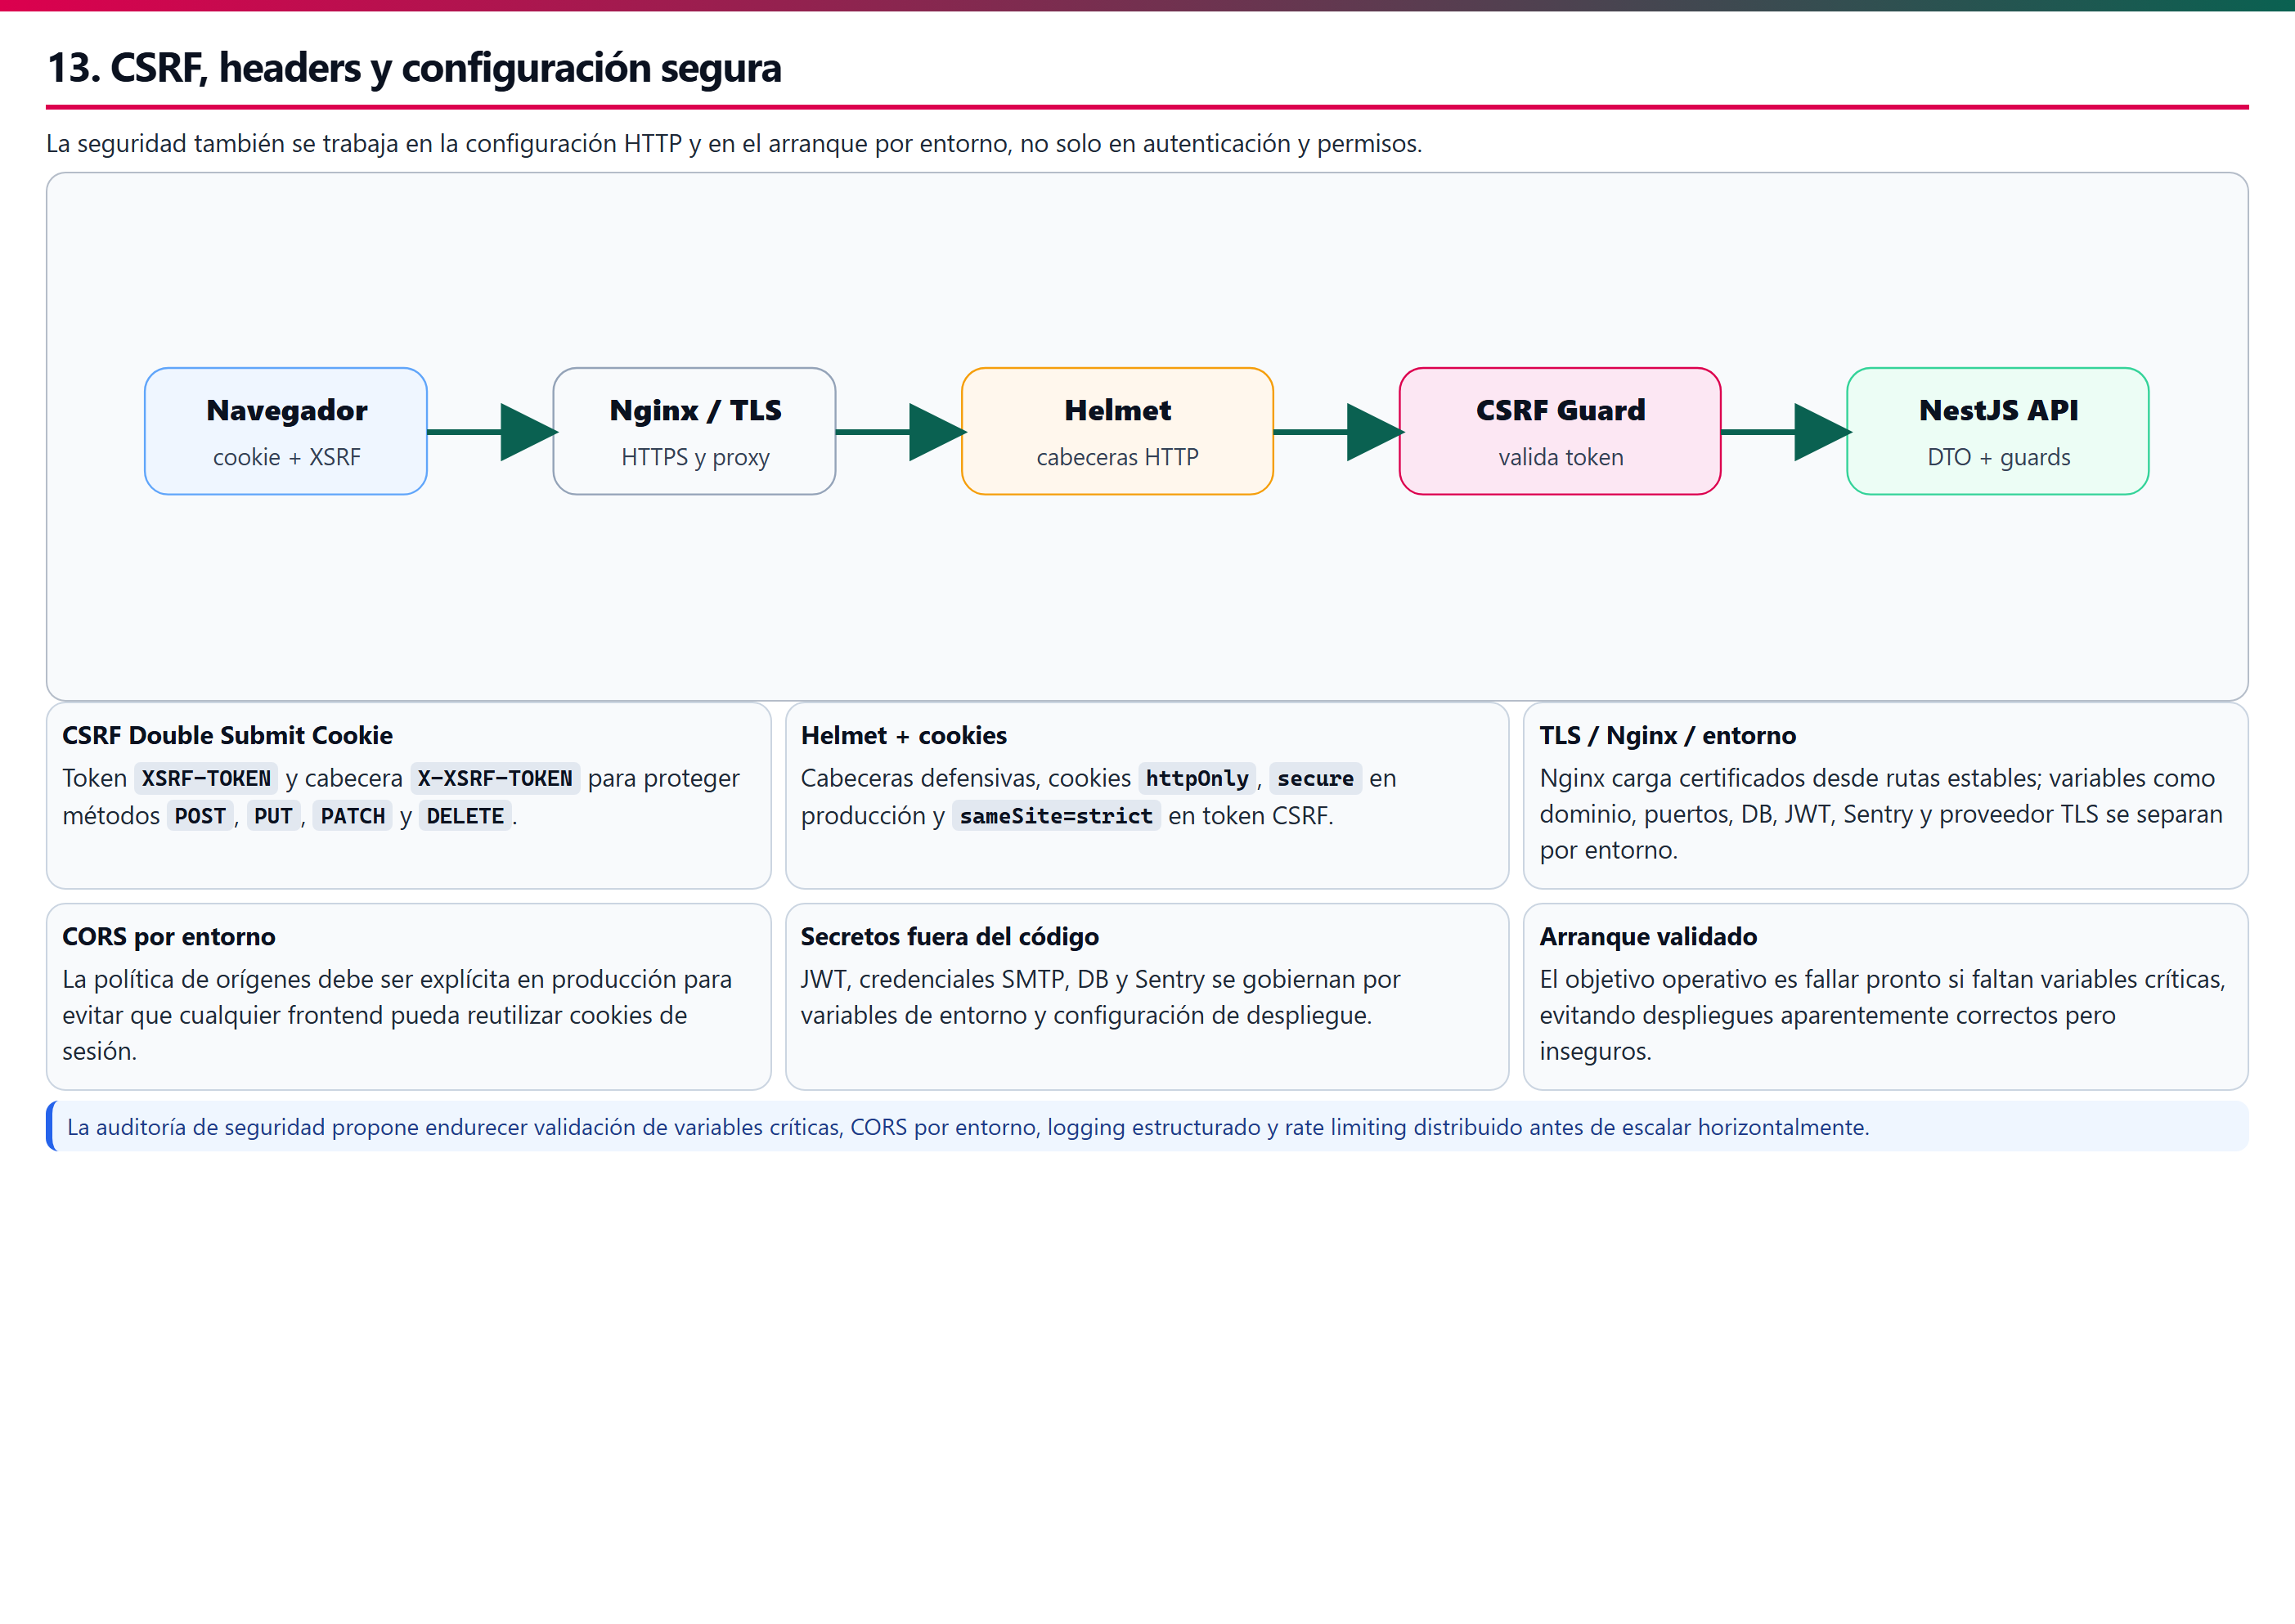 13. CSRF, headers y configuración segura
La seguridad también se trabaja en la configuración HTTP y en el arranque por entorno, no solo en autenticación y permisos.
Navegador
cookie + XSRF
Nginx / TLS
HTTPS y proxy
Helmet
cabeceras HTTP
CSRF Guard
valida token
NestJS API
DTO + guards
CSRF Double Submit Cookie
Token XSRF-TOKEN y cabecera X-XSRF-TOKEN para proteger
métodos POST, PUT, PATCH y DELETE.
Helmet + cookies
Cabeceras defensivas, cookies httpOnly, secure en
producción y sameSite=strict en token CSRF.
TLS / Nginx / entorno
Nginx carga certificados desde rutas estables; variables como
dominio, puertos, DB, JWT, Sentry y proveedor TLS se separan
por entorno.
CORS por entorno
La política de orígenes debe ser explícita en producción para
evitar que cualquier frontend pueda reutilizar cookies de
sesión.
Secretos fuera del código
JWT, credenciales SMTP, DB y Sentry se gobiernan por
variables de entorno y configuración de despliegue.
Arranque validado
El objetivo operativo es fallar pronto si faltan variables críticas,
evitando despliegues aparentemente correctos pero
inseguros.
La auditoría de seguridad propone endurecer validación de variables críticas, CORS por entorno, logging estructurado y rate limiting distribuido antes de escalar horizontalmente.